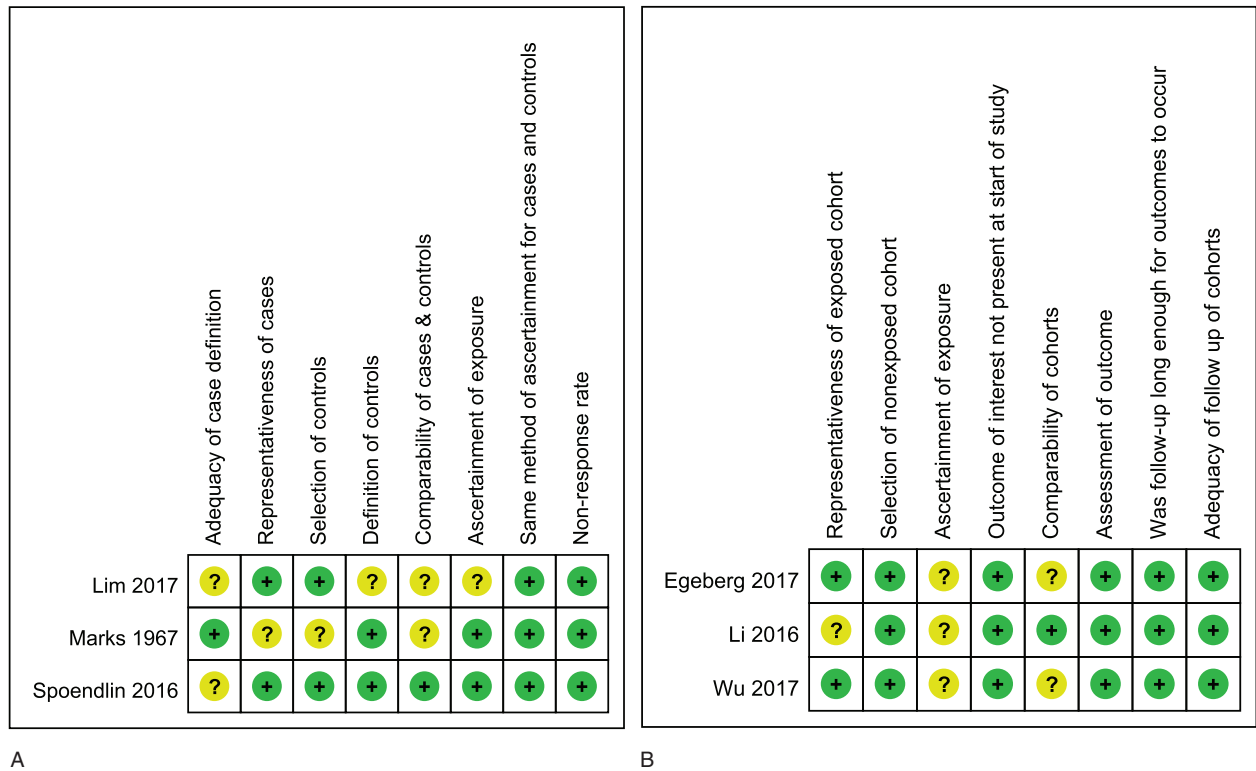 Adequacy of case definition
Representativeness of cases
Selection of controls
Definition of controls
Comparability of cases & controls
Ascertainment of exposure
Same method of ascertainment for cases and controls
Non-response rate
Lim 2017 ? + + ? ? ? + +
Marks 1967 + ? ? + ? + + +
Spoendlin 2016 ? + + + + + + +
A
Representativeness of exposed cohort
Selection of nonexposed cohort
Ascertainment of exposure
Outcome of interest not present at start of study
Comparability of cohorts
Assessment of outcome
Was follow-up long enough for outcomes to occur
Adequacy of follow up of cohorts
Egeberg 2017 + + ? + ? + + +
Li 2016 ? + ? + + + + +
Wu 2017 + + ? + ? + + +
B